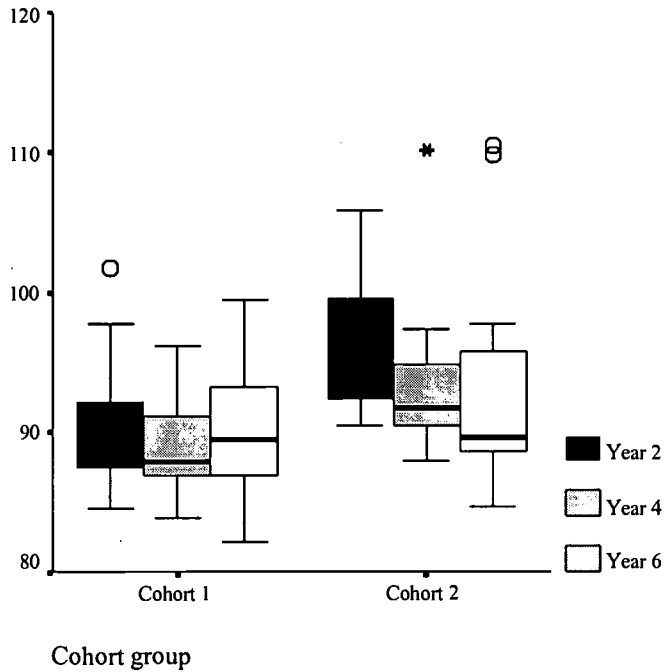 120
110
100
90
80
Cohort 1
Cohort 2
Year 2
Year 4
Year 6
Cohort group